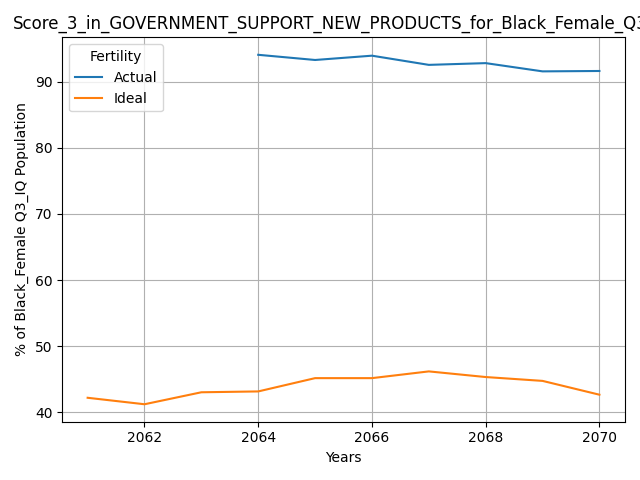 Score_3_in_GOVERNMENT_SUPPORT_NEW_PRODUCTS_for_Black_Female_Q3
Fertility
Actual
Ideal
% of Black_Female Q3_IQ Population
90
80
70
60
50
40
2062 2064 2066 2068 2070
Years